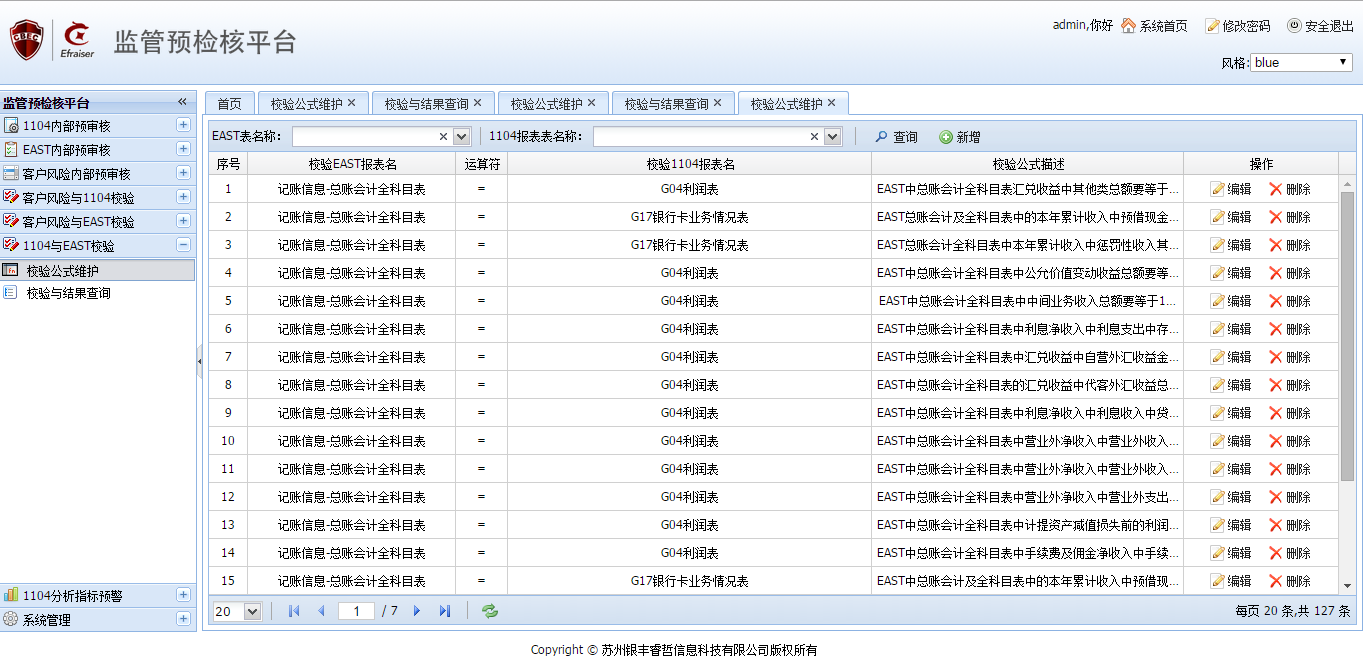 CBEC
Efraiser
监管预检核平台
admin,你好 系统首页 修改密码 安全退出
风格: blue
监管预检核平台
1104内部预审核
EAST内部预审核
客户风险内部预审核
客户风险与1104校验
客户风险与EAST校验
1104与EAST校验
校验公式维护
校验与结果查询
1104分析指标预警
系统管理
首页 校验公式维护 校验与结果查询 校验公式维护 校验与结果查询 校验公式维护
EAST表名称: 1104报表表名称: 查询 新增
序号 校验EAST报表名 运算符 校验1104报表名 校验公式描述 操作
1 记账信息-总账会计全科目表 = G04利润表 EAST中总账会计全科目表汇兑收益中其他类总额要等于... 编辑 删除
2 记账信息-总账会计全科目表 = G17银行卡业务情况表 EAST总账会计及全科目表中的本年累计收入中预借现金... 编辑 删除
3 记账信息-总账会计全科目表 = G17银行卡业务情况表 EAST总账会计全科目表中本年累计收入中惩罚性收入其... 编辑 删除
4 记账信息-总账会计全科目表 = G04利润表 EAST中总账会计全科目表中公允价值变动收益总额要等... 编辑 删除
5 记账信息-总账会计全科目表 = G04利润表 EAST中总账会计全科目表中中间业务收入总额要等于1... 编辑 删除
6 记账信息-总账会计全科目表 = G04利润表 EAST中总账会计全科目表中利息净收入中利息支出中存... 编辑 删除
7 记账信息-总账会计全科目表 = G04利润表 EAST中总账会计全科目表中汇兑收益中自营外汇收益金... 编辑 删除
8 记账信息-总账会计全科目表 = G04利润表 EAST中总账会计全科目表的汇兑收益中代客外汇收益总... 编辑 删除
9 记账信息-总账会计全科目表 = G04利润表 EAST中总账会计全科目表中利息净收入中利息收入中贷... 编辑 删除
10 记账信息-总账会计全科目表 = G04利润表 EAST中总账会计全科目表中营业外净收入中营业外收入... 编辑 删除
11 记账信息-总账会计全科目表 = G04利润表 EAST中总账会计全科目表中营业外净收入中营业外收入... 编辑 删除
12 记账信息-总账会计全科目表 = G04利润表 EAST中总账会计全科目表中营业外净收入中营业外支出... 编辑 删除
13 记账信息-总账会计全科目表 = G04利润表 EAST中总账会计全科目表中计提资产减值损失前的利润... 编辑 删除
14 记账信息-总账会计全科目表 = G04利润表 EAST中总账会计全科目表中手续费及佣金净收入中手续... 编辑 删除
15 记账信息-总账会计全科目表 = G17银行卡业务情况表 EAST中总账会计及全科目表中的本年累计收入中预借现... 编辑 删除
20 1 / 7 每页 20 条,共 127 条
Copyright © 苏州银丰睿哲信息科技有限公司版权所有